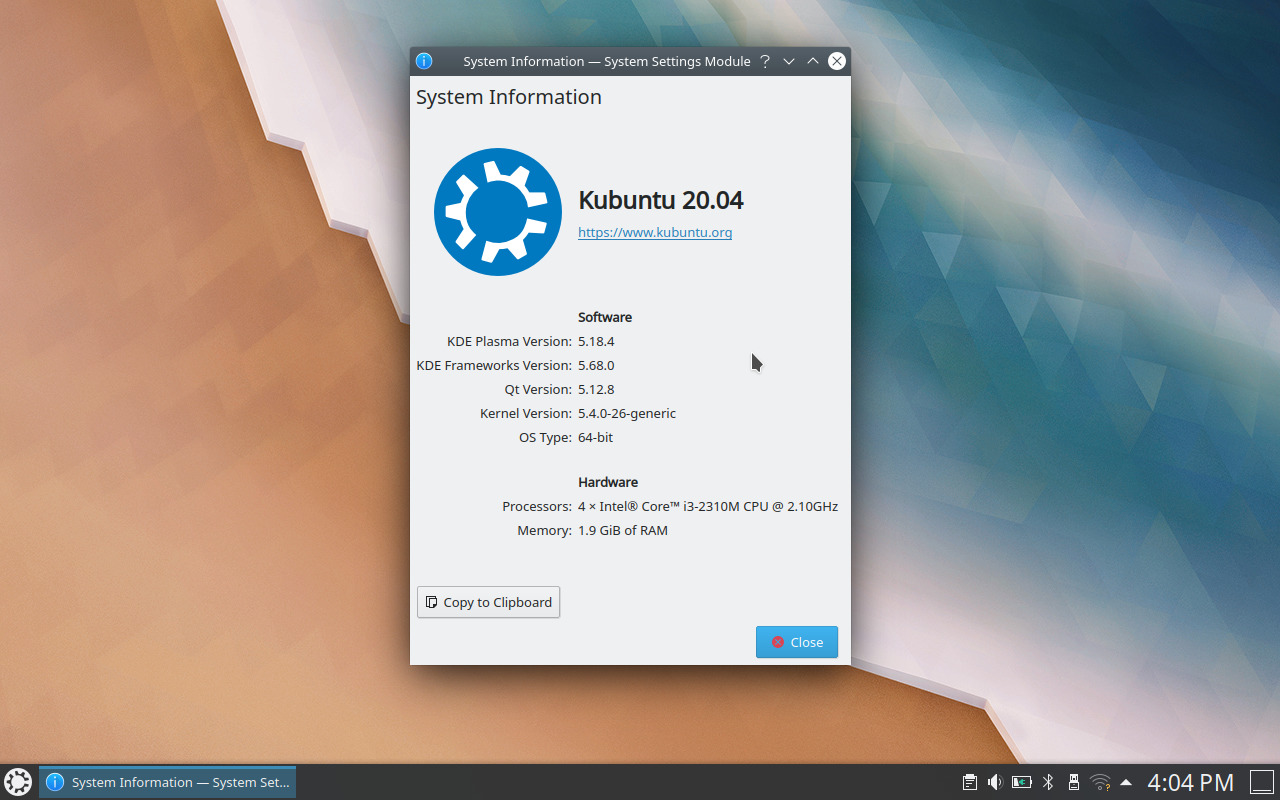 System Information — System Settings Module
System Information
Kubuntu 20.04
https://www.kubuntu.org
Software
KDE Plasma Version: 5.18.4
KDE Frameworks Version: 5.68.0
Qt Version: 5.12.8
Kernel Version: 5.4.0-26-generic
OS Type: 64-bit
Hardware
Processors: 4 × Intel® Core™ i3-2310M CPU @ 2.10GHz
Memory: 1.9 GiB of RAM
Copy to Clipboard
Close
System Information — System Set... 4:04 PM